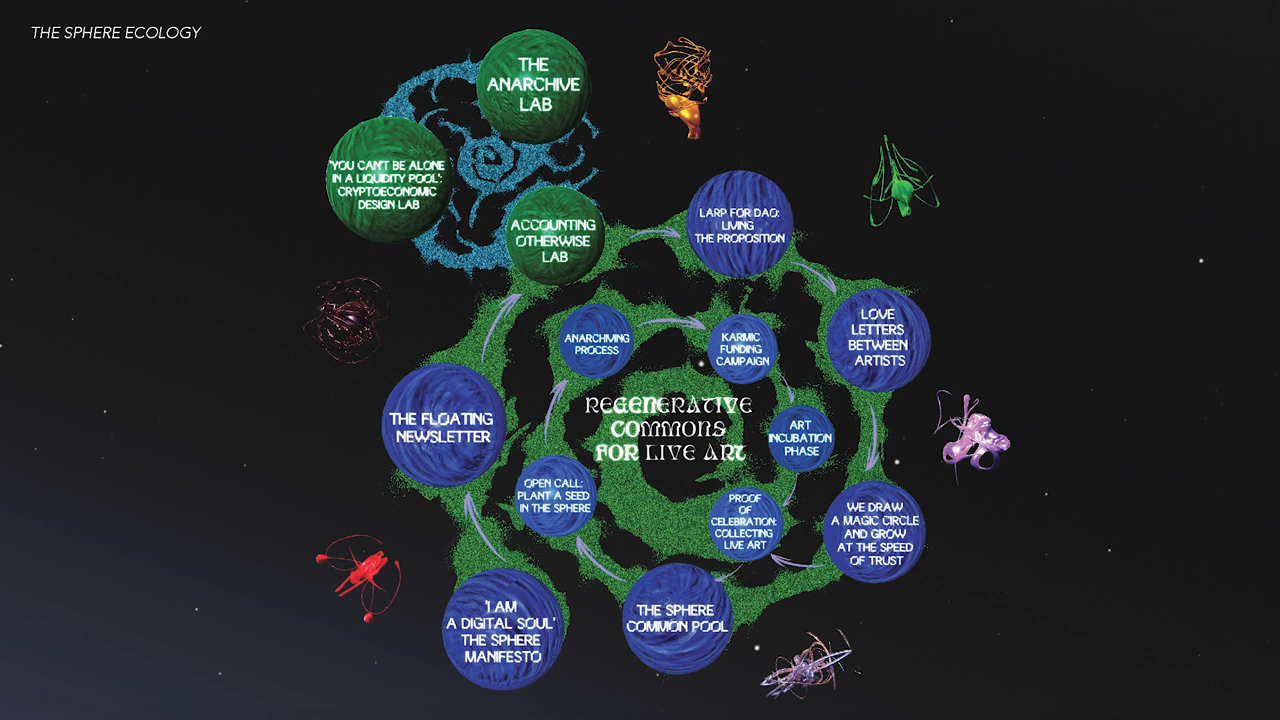 THE SPHERE ECOLOGY
THE
ANARCHIVE
LAB
'YOU CAN'T BE ALONE
IN A LIQUIDITY POOL':
CRYPTOECONOMIC
DESIGN LAB
ACCOUNTING
OTHERWISE
LAB
LARP FOR DAO:
LIVING
THE PROPOSITION
LOVE
LETTERS
BETWEEN
ARTISTS
WE DRAW
A MAGIC CIRCLE
AND GROW
AT THE SPEED
OF TRUST
ANARCHIVING
PROCESS
KARMIC
FUNDING
CAMPAIGN
ART
INCUBATION
PHASE
PROOF
OF
CELEBRATION:
COLLECTING
LIVE ART
REGENERATIVE
COMMONS
FOR LIVE ART
THE FLOATING
NEWSLETTER
OPEN CALL:
PLANT A SEED
IN THE SPHERE
'I AM
A DIGITAL SOUL'
THE SPHERE
MANIFESTO
THE SPHERE
COMMON POOL